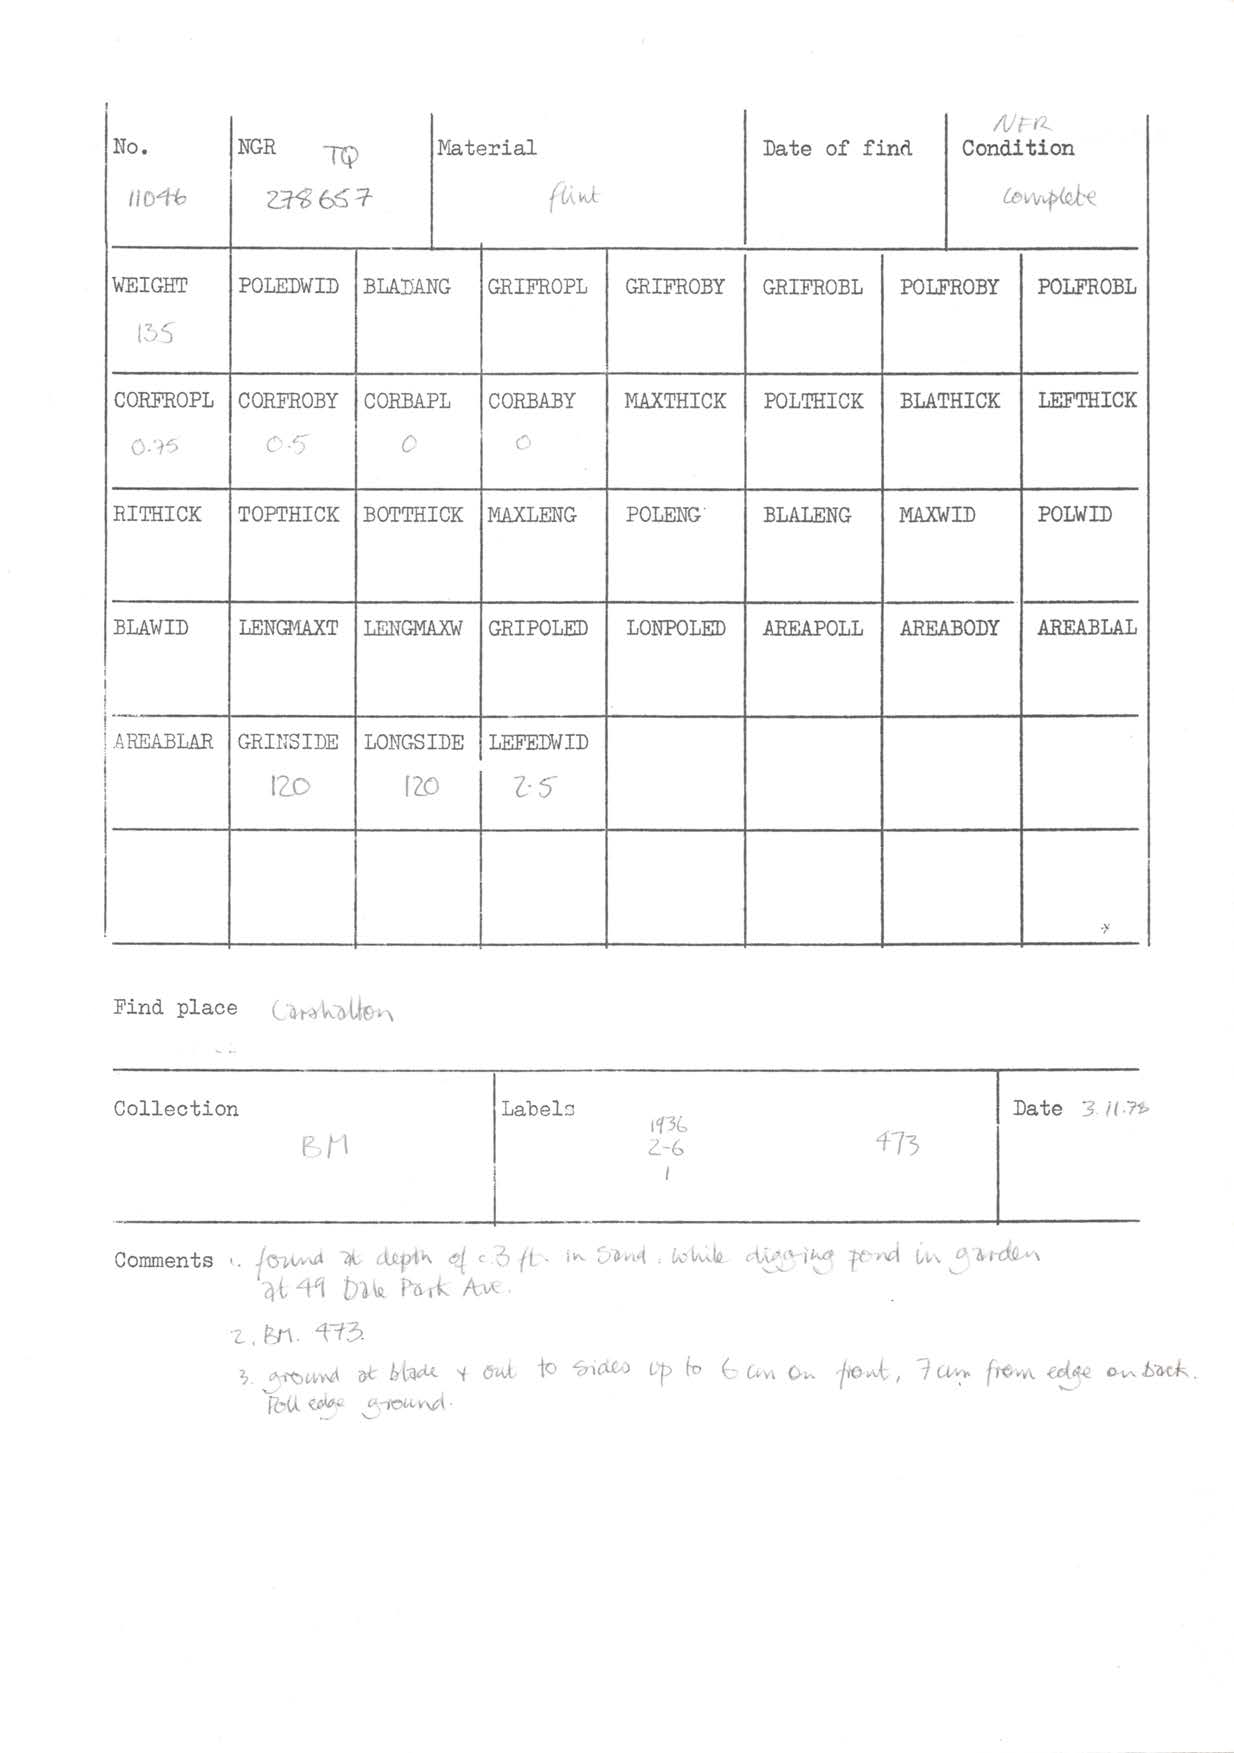 No. NGR TQ Material Date of find NFR Condition
11046 278657 flint complete
WEIGHT POLEDWID BLADANG GRIFROPL GRIFROBY GRIFROBL POLFROBY POLFROBL
135
CORFROPL CORFROBY CORBAPL CORBABY MAXTHICK POLTHICK BLATHICK LEFTHICK
0.75 0.5 0 0
RITHICK TOPTHICK BOTTHICK MAXLENG POLENG BLALENG MAXWID POLWID
BLAWID LENGMAXT LENGMAXW GRIPOLED LONPOLED AREAPOLL AREABODY AREABLAL
AREABLAR GRINSIDE LONGSIDE LEFEDWID
120 120 2.5
Find place Carshalton
Collection Labels Date 3.11.78
BM 1936 473
2-6
1
Comments 1. found at depth of c.3 ft. in sand. while digging pond in garden
at 49 Dale Park Ave.
2. BM. 473.
3. ground at blade + out to sides up to 6 cm on front, 7cm from edge on back.
Poll edge ground.